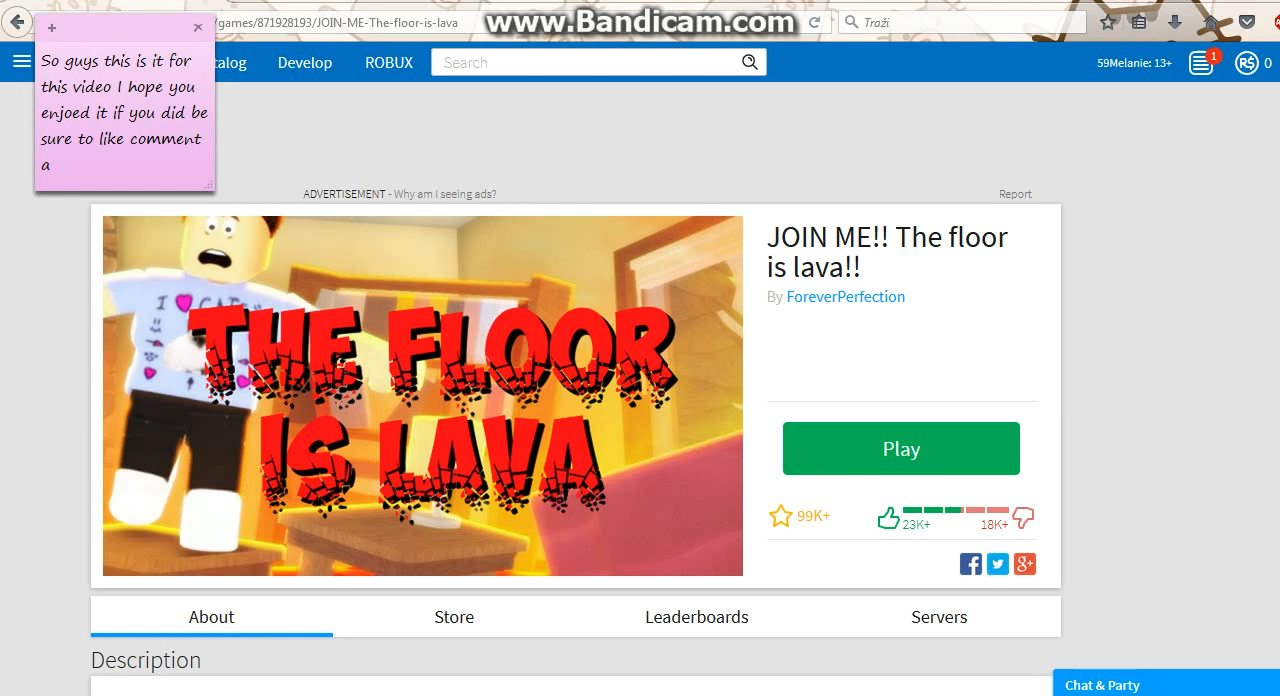 /games/871928193/JOIN-ME-The-floor-is-lava
www.Bandicam.com
Traži
So guys this is it for
this video I hope you
enjoed it if you did be
sure to like comment
a
Develop
ROBUX
Search
59Melanie: 13+
1
R$ 0
ADVERTISEMENT - Why am I seeing ads?
Report
I CATS
THE FLOOR
IS LAVA
JOIN ME!! The floor
is lava!!
By ForeverPerfection
Play
99K+
23K+
18K+
About
Store
Leaderboards
Servers
Description
Chat & Party